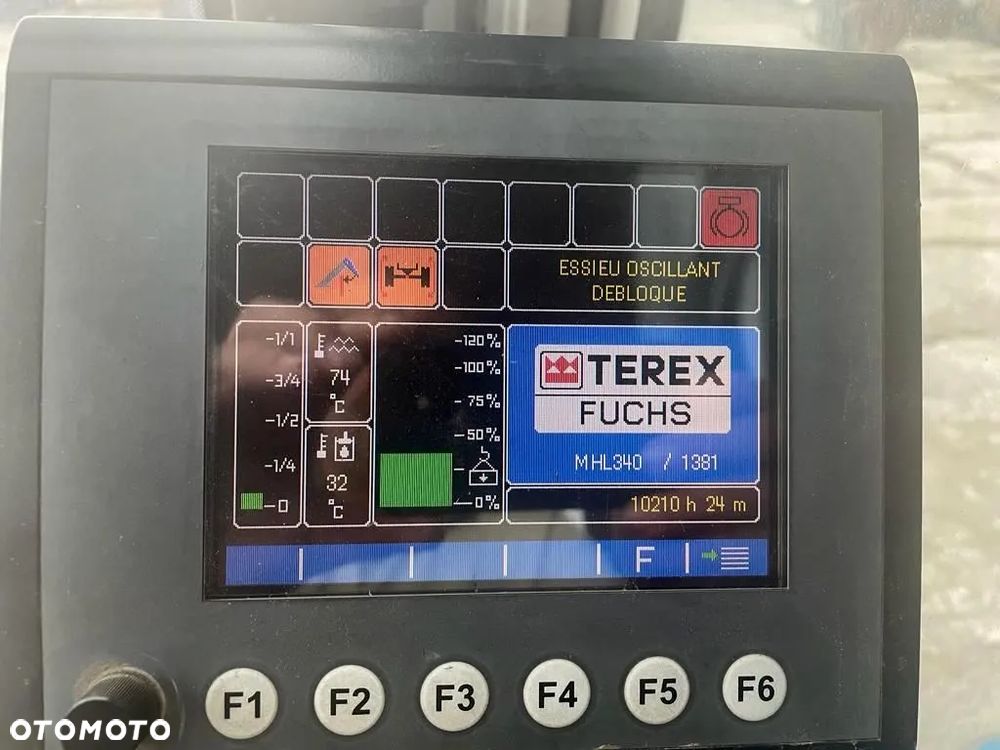 ESSIEU OSCILLANT
DEBLOQUE
-1/1
-3/4
-1/2
-1/4
-0
74
°C
32
°C
-120%
-100%
-75%
-50%
-0%
TEREX
FUCHS
MHL340 / 1381
10210 h 24 m
F
F1 F2 F3 F4 F5 F6
OTOMOTO